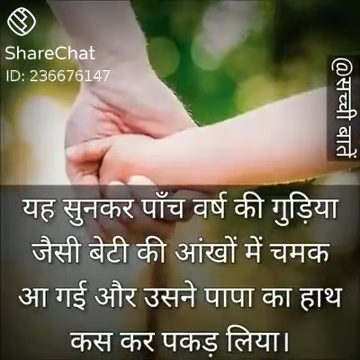 ShareChat
ID: 236676147
@सच्ची बातें
यह सुनकर पाँच वर्ष की गुड़िया
जैसी बेटी की आंखों में चमक
आ गई और उसने पापा का हाथ
कस कर पकड़ लिया।